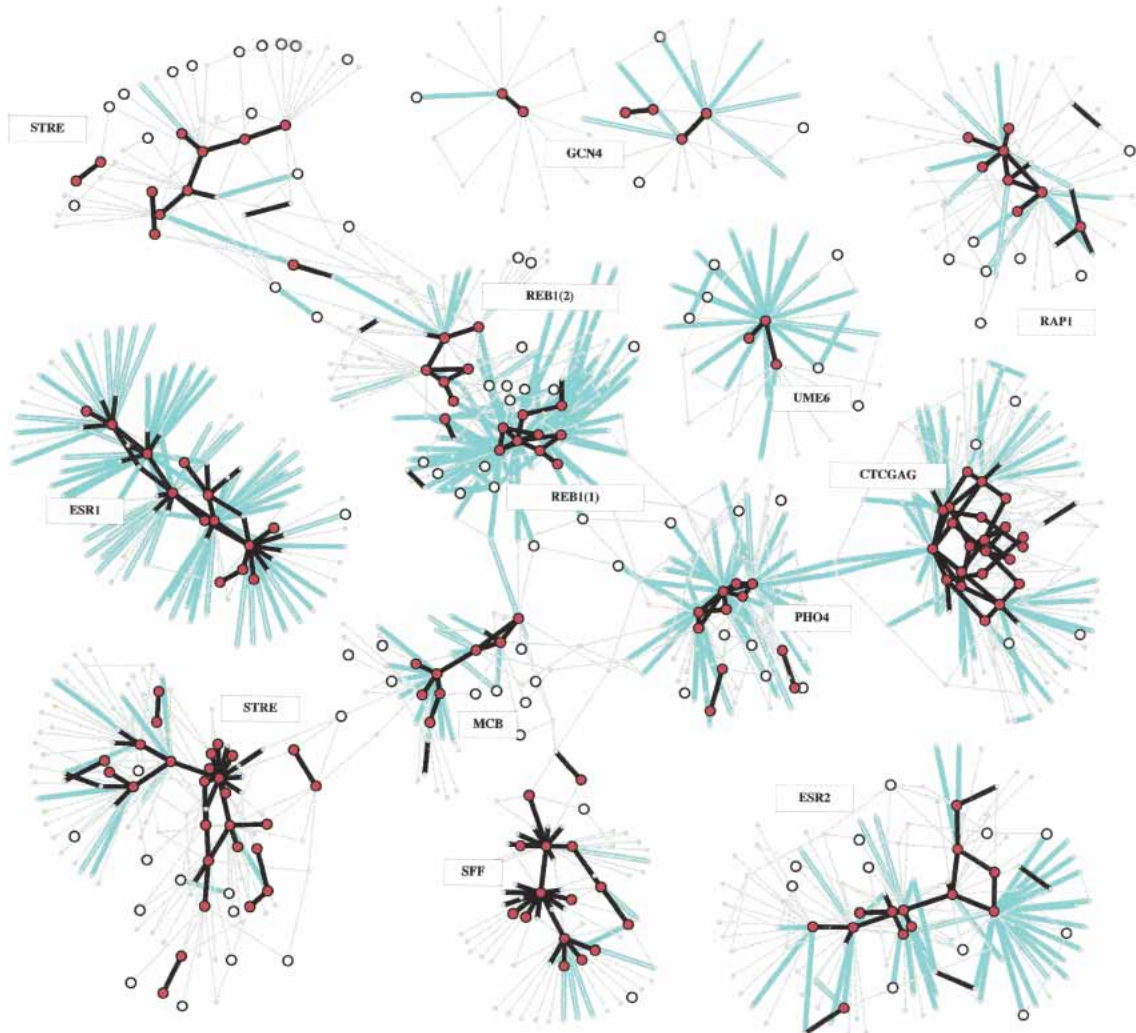 STRE
GCN4
RAP1
REB1(2)
UME6
CTCGAG
ESR1
REB1(1)
PHO4
STRE
MCB
ESR2
SFF